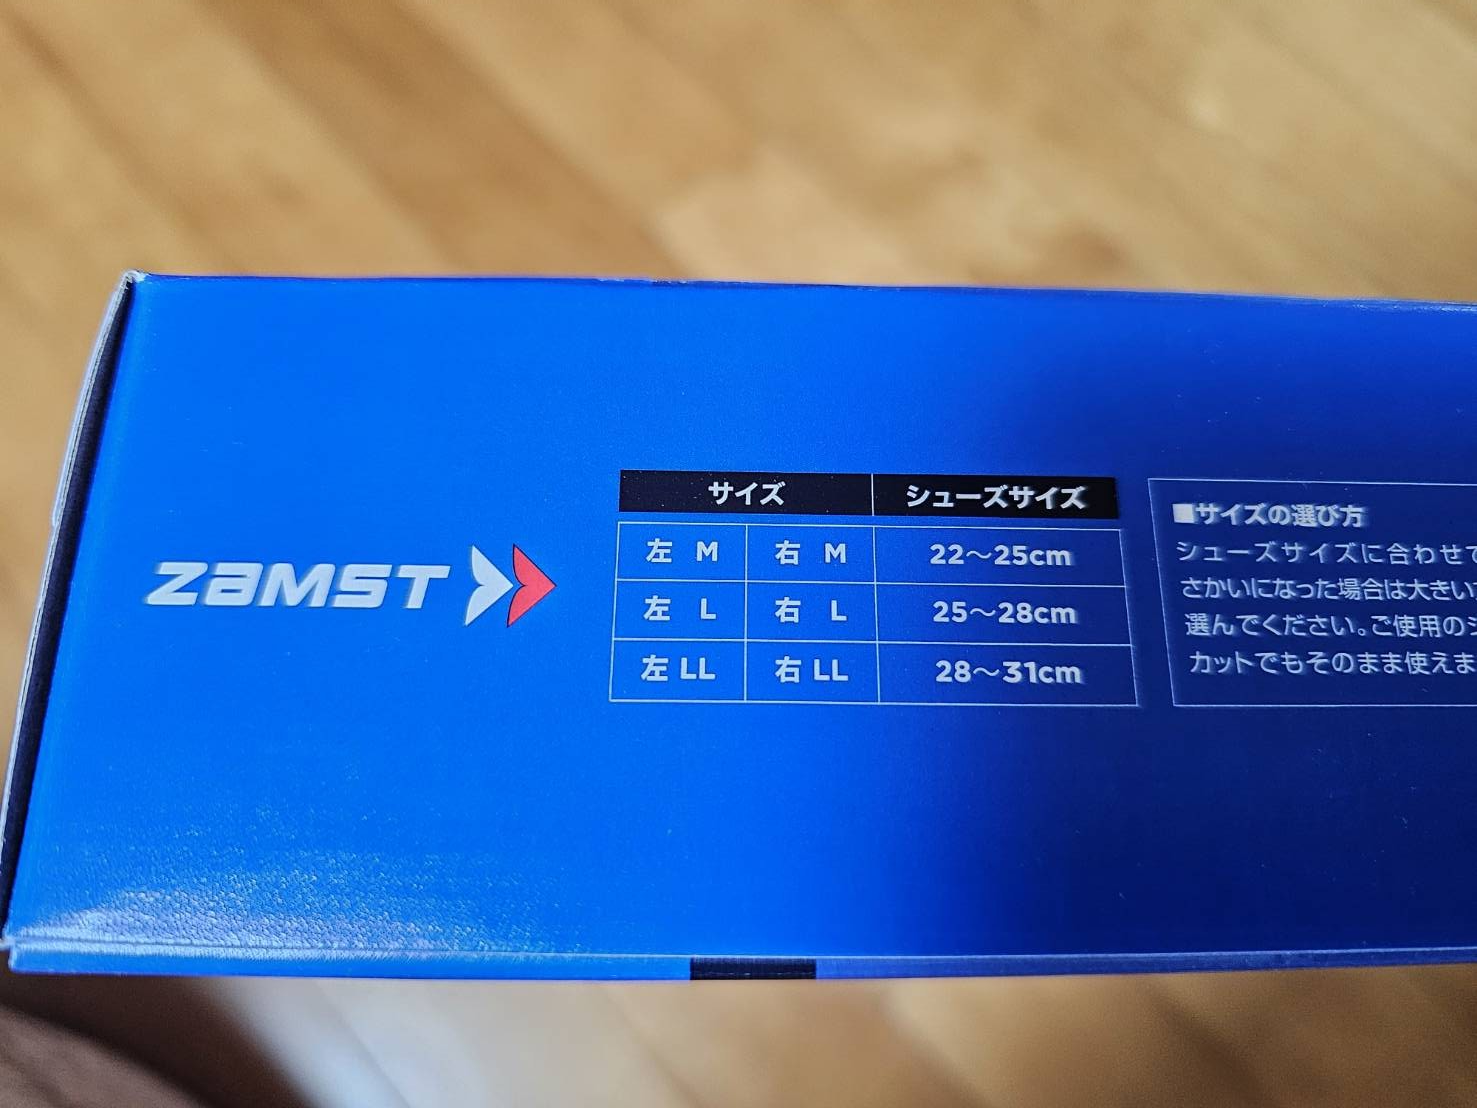 ZAMST
サイズ シューズサイズ
左 M 右 M 22～25cm
左 L 右 L 25～28cm
左 LL 右 LL 28～31cm
■サイズの選び方
シューズサイズに合わせて
さかいになった場合は大きい
選んでください。ご使用のシ
カットでもそのまま使えま